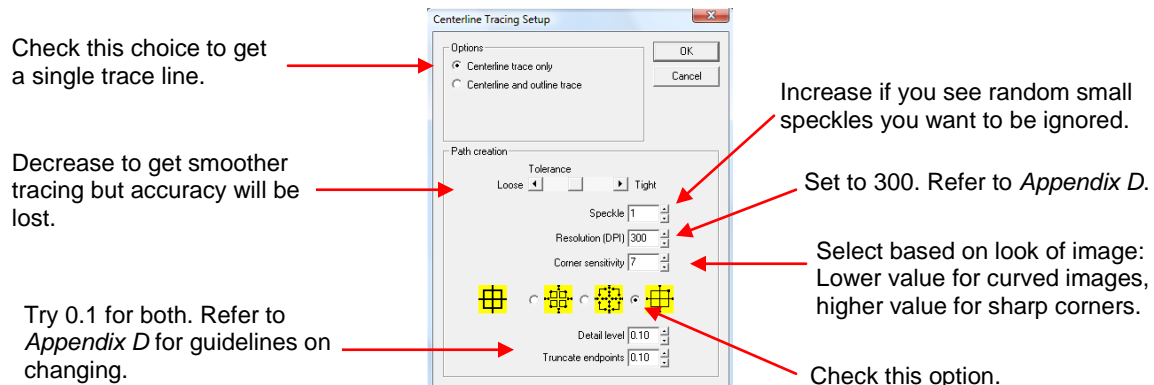 Centerline Tracing Setup
Check this choice to get
a single trace line.
Options
Centerline trace only
Centerline and outline trace
OK
Cancel
Increase if you see random small
speckles you want to be ignored.
Decrease to get smoother
tracing but accuracy will be
lost.
Path creation
Tolerance
Loose
Tight
Speckle 1
Resolution (DPI) 300
Corner sensitivity 7
Set to 300. Refer to Appendix D.
Select based on look of image:
Lower value for curved images,
higher value for sharp corners.
Try 0.1 for both. Refer to
Appendix D for guidelines on
changing.
Detail level 0.10
Truncate endpoints 0.10
Check this option.